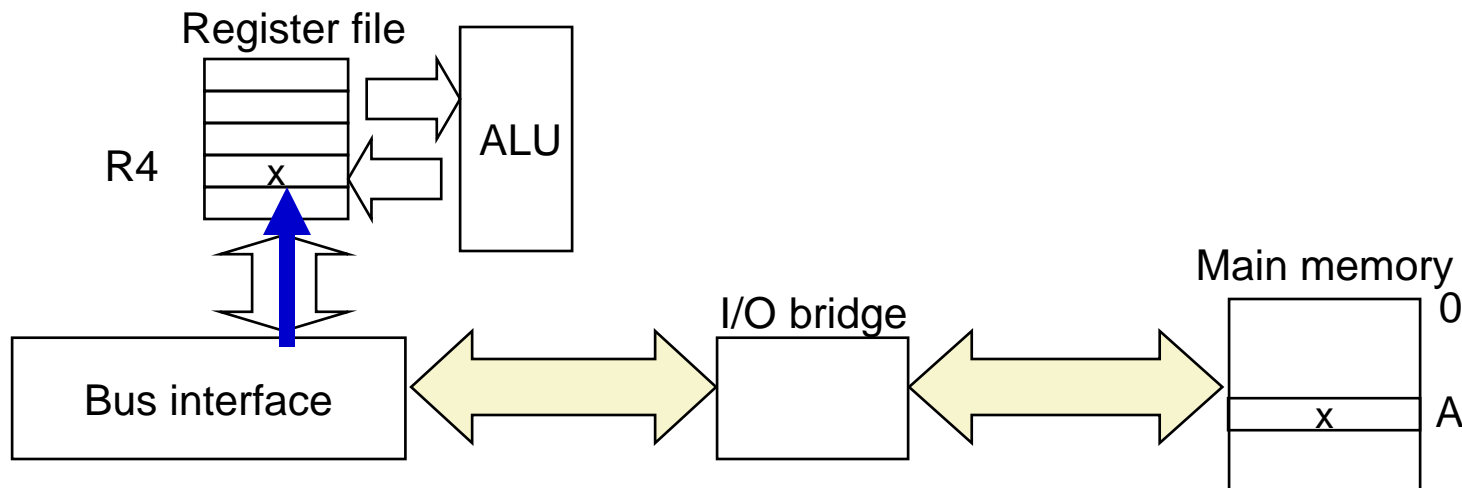 Register file
ALU
R4
x
Main memory
I/O bridge
0
Bus interface
x
A